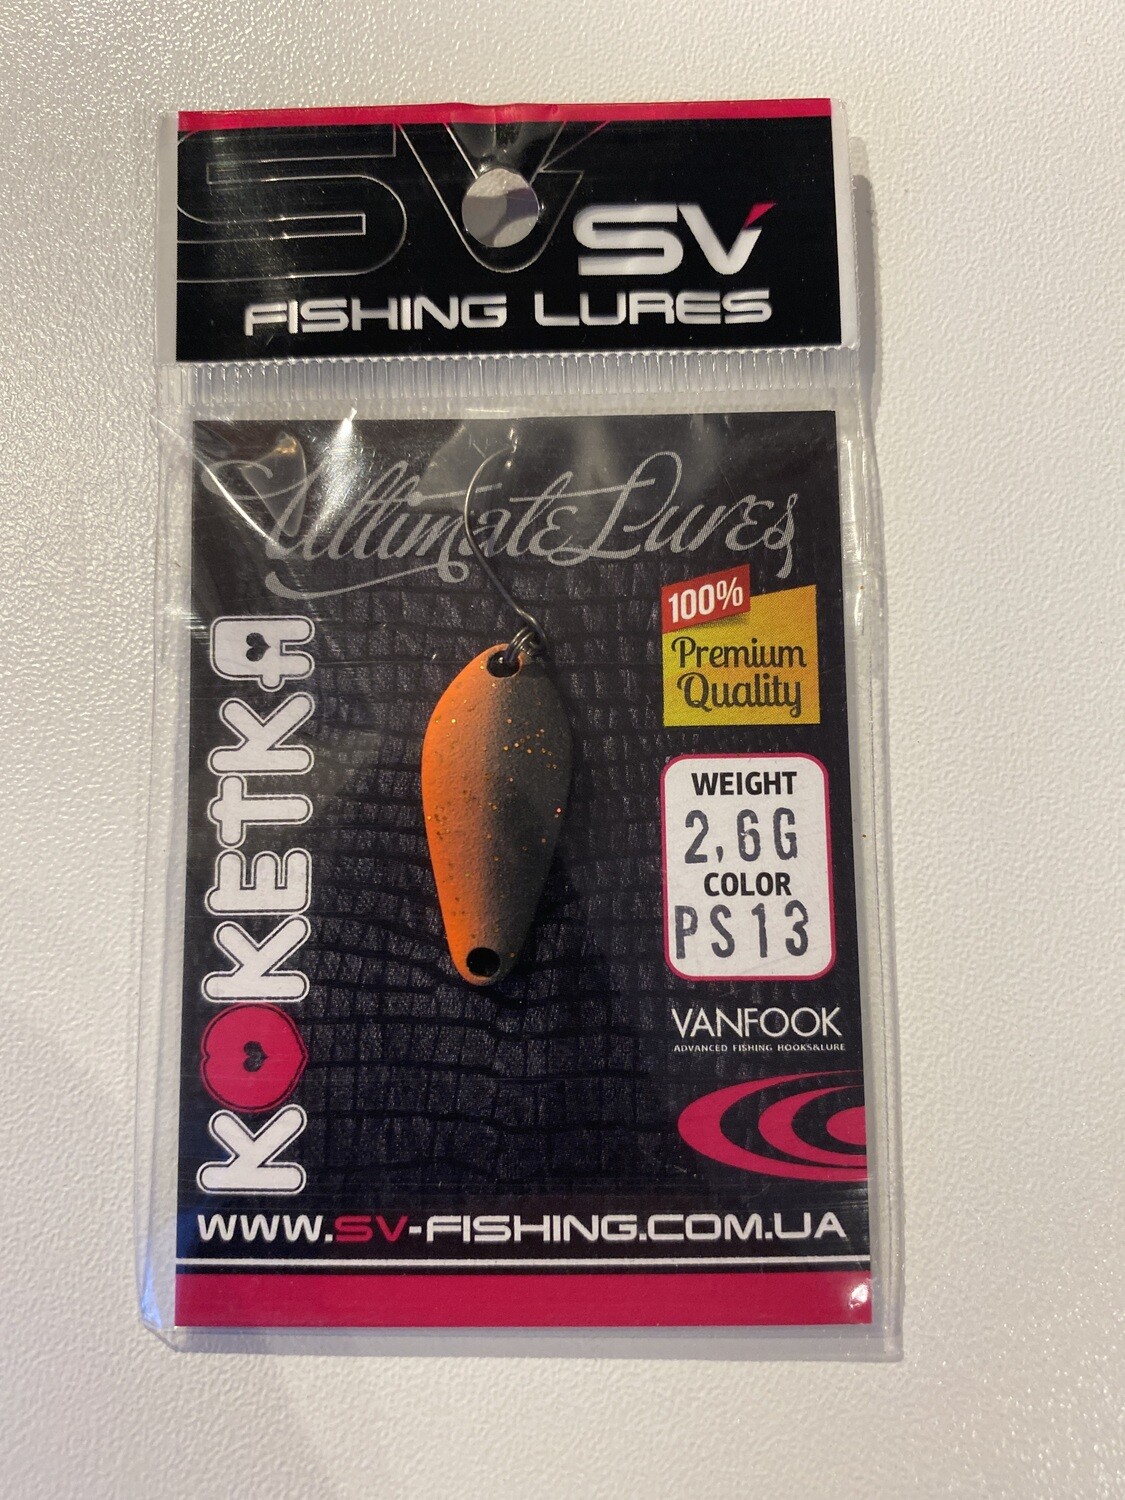 SV
SV
FISHING LURES
Ultimate Lures
100%
Premium
Quality
KOKETKA
WEIGHT
2,6G
COLOR
PS13
VANFOOK
ADVANCED FISHING HOOKS&LURE
WWW.SV-FISHING.COM.UA